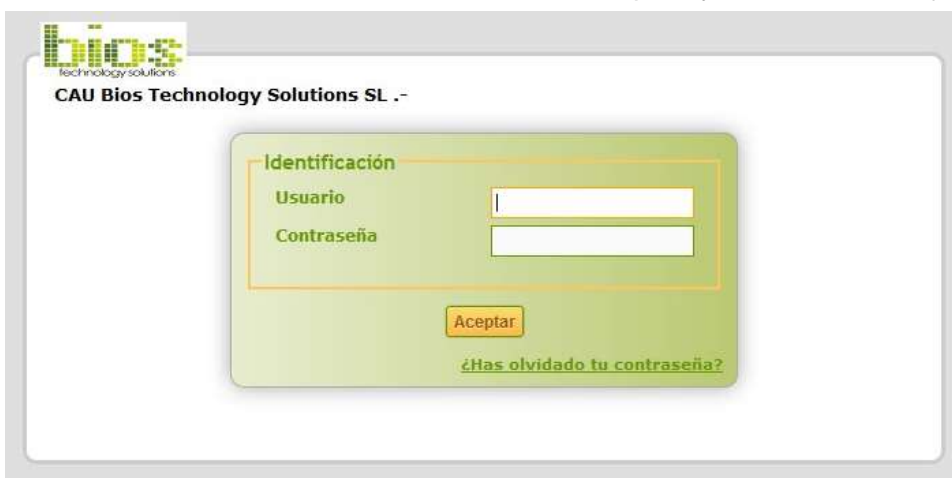 bios
technology solutions
CAU Bios Technology Solutions SL .-
Identificación
Usuario
Contraseña
Aceptar
¿Has olvidado tu contraseña?